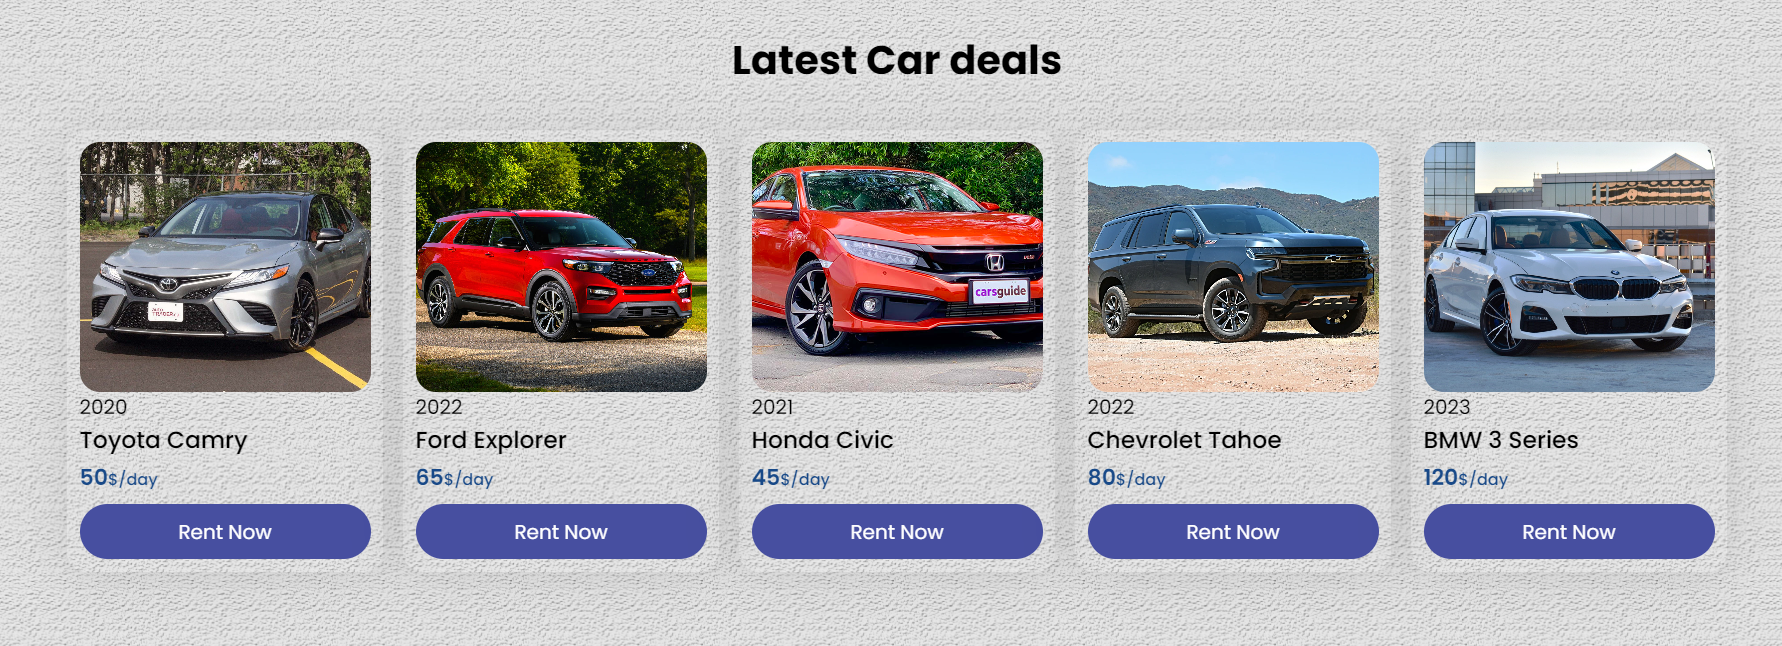 Latest Car deals
carsguide
2020
Toyota Camry
50$/day
Rent Now
2022
Ford Explorer
65$/day
Rent Now
2021
Honda Civic
45$/day
Rent Now
2022
Chevrolet Tahoe
80$/day
Rent Now
2023
BMW 3 Series
120$/day
Rent Now